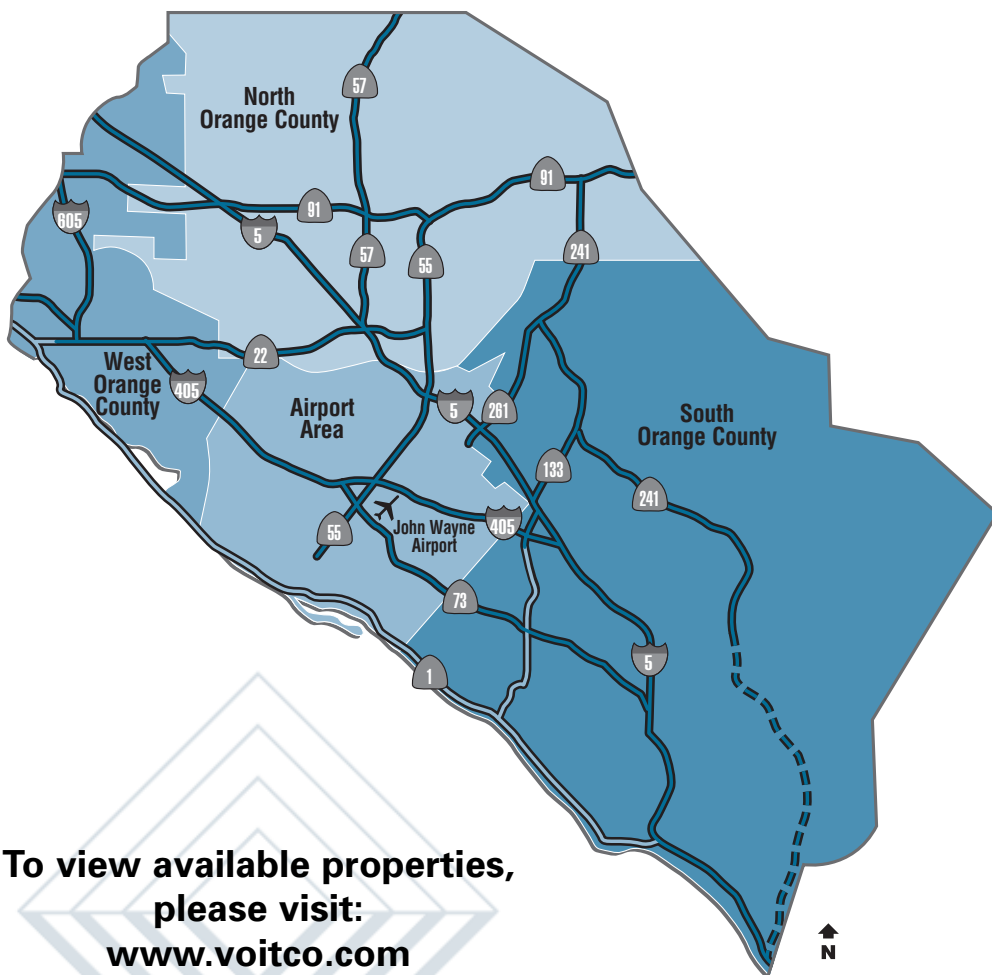 57
North
Orange County
91
91
605
5
57
55
241
22
West
Orange
County
405
Airport
Area
5
261
South
Orange County
133
241
55
John Wayne
Airport
405
73
5
1
To view available properties,
please visit:
www.voitco.com
N